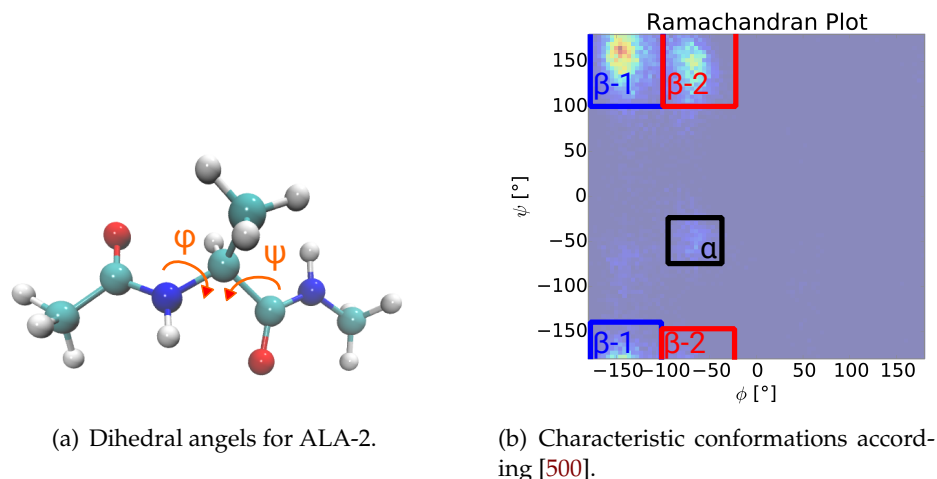 Ramachandran Plot
φ
ψ
ψ [°]
150
100
50
0
−50
−100
−150
β-1
β-2
α
β-1
β-2
−150
−100
−50
0
50
100
150
ϕ [°]
(a) Dihedral angels for ALA-2.
(b) Characteristic conformations accord-
ing [500].